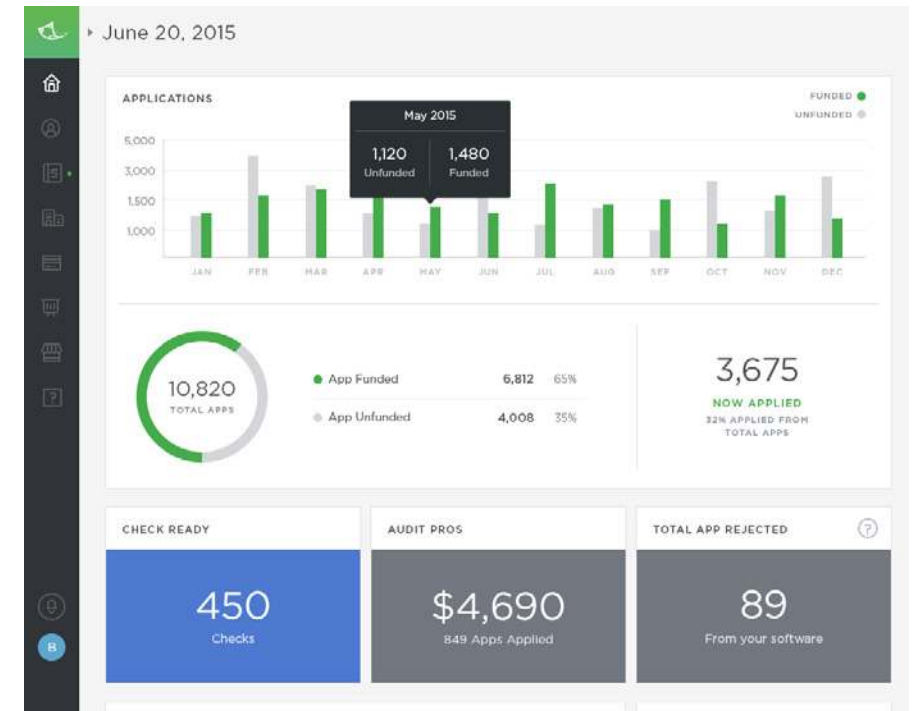 June 20, 2015
APPLICATIONS
FUNDED
UNFUNDED
May 2015
1,120 1,480
Unfunded Funded
5,000
3,000
1,500
1,000
JAN FEB MAR APR MAY JUN JUL AUG SEP OCT NOV DEC
10,820
TOTAL APPS
App Funded 6,812 65%
App Unfunded 4,008 35%
3,675
NOW APPLIED
32% APPLIED FROM
TOTAL APPS
CHECK READY
AUDIT PROS
TOTAL APP REJECTED ?
450
Checks
$4,690
849 Apps Applied
89
From your software
B